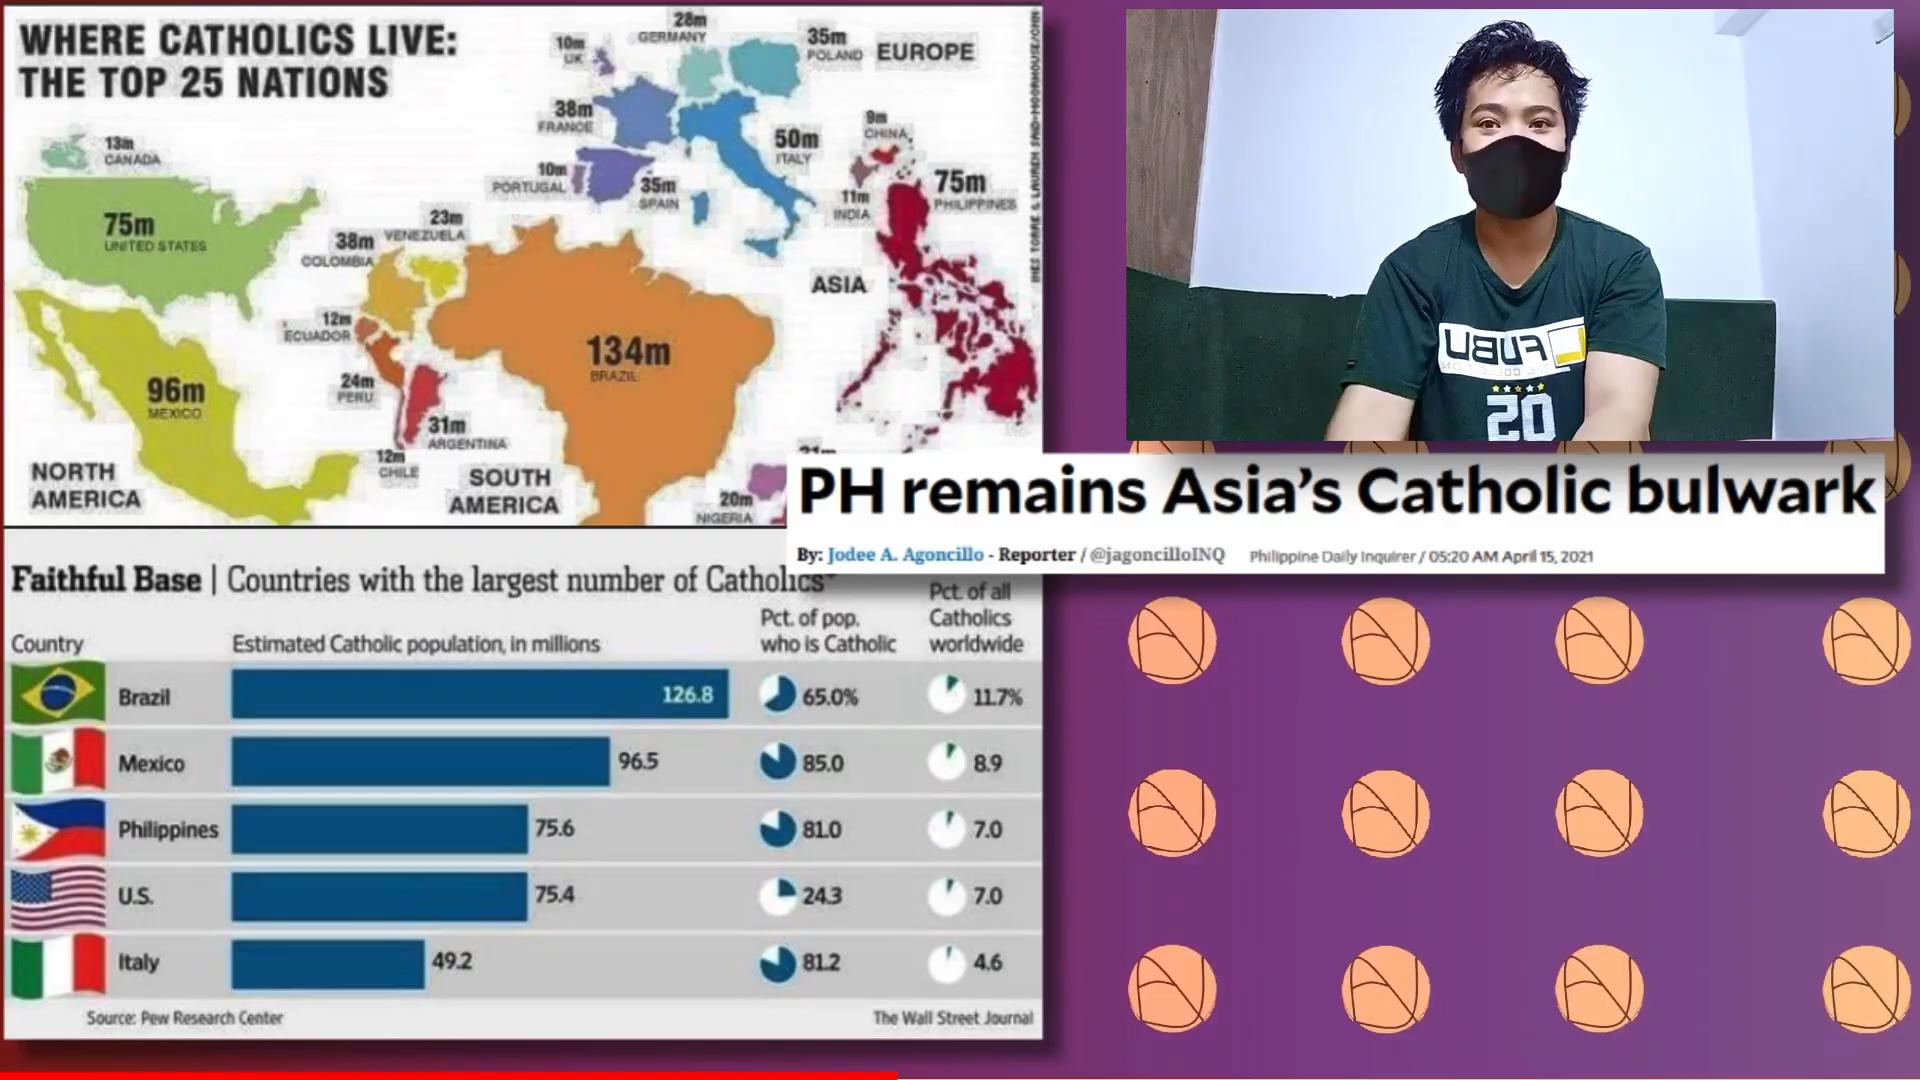 WHERE CATHOLICS LIVE:
THE TOP 25 NATIONS
28m
GERMANY
10m
UK
35m
POLAND
EUROPE
38m
FRANCE
13m
CANADA
50m
ITALY
9m
CHINA
10m
PORTUGAL
35m
SPAIN
11m
INDIA
75m
PHILIPPINES
75m
UNITED STATES
23m
VENEZUELA
38m
COLOMBIA
ASIA
12m
ECUADOR
134m
BRAZIL
24m
PERU
96m
MEXICO
31m
ARGENTINA
12m
CHILE
NORTH
AMERICA
SOUTH
AMERICA
20m
NIGERIA
FUBU
05
PH remains Asia’s Catholic bulwark
By: Jodee A. Agoncillo - Reporter / @jagoncilloINQ Philippine Daily Inquirer / 05:20 AM April 15, 2021
Faithful Base | Countries with the largest number of Catholics*
Country
Estimated Catholic population, in millions
Pct. of pop.
who is Catholic
Pct. of all
Catholics
worldwide
Brazil 126.8 65.0% 11.7%
Mexico 96.5 85.0 8.9
Philippines 75.6 81.0 7.0
U.S. 75.4 24.3 7.0
Italy 49.2 81.2 4.6
Source: Pew Research Center
The Wall Street Journal